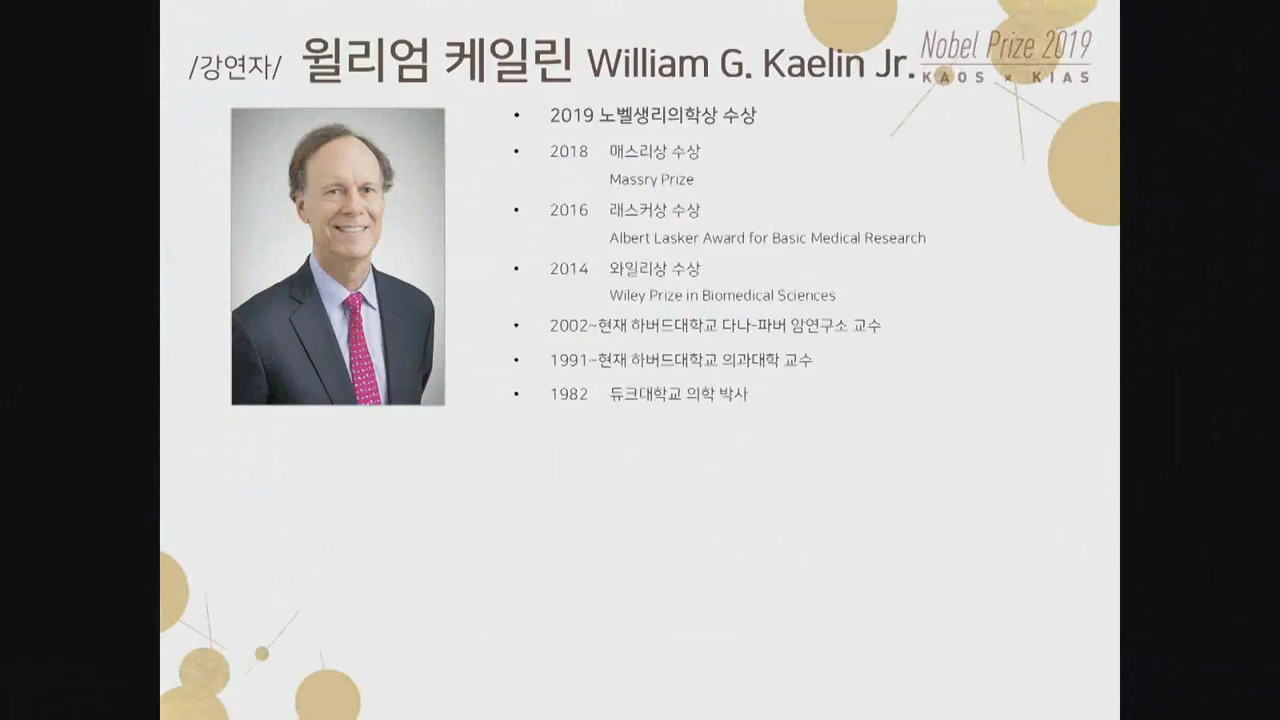 /강연자/ 윌리엄 케일린 William G. Kaelin Jr.
Nobel Prize 2019
KAOS × KIAS
• 2019 노벨생리의학상 수상
• 2018 매스리상 수상
Massry Prize
• 2016 래스커상 수상
Albert Lasker Award for Basic Medical Research
• 2014 와일리상 수상
Wiley Prize in Biomedical Sciences
• 2002~현재 하버드대학교 다나-파버 암연구소 교수
• 1991~현재 하버드대학교 의과대학 교수
• 1982 듀크대학교 의학 박사